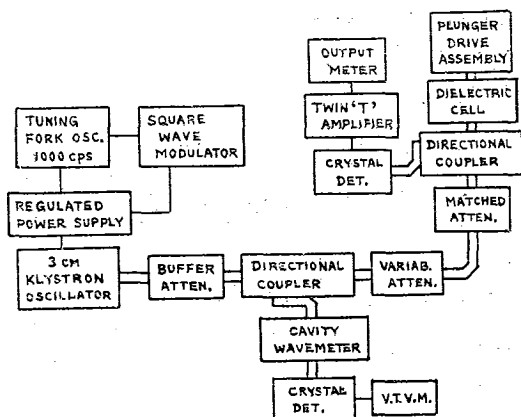 PLUNGER
DRIVE
ASSEMBLY
OUTPUT
METER
DIELECTRIC
CELL
TWIN'T'
AMPLIFIER
TUNING
FORK OSC.
1000 CPS
SQUARE
WAVE
MODULATOR
DIRECTIONAL
COUPLER
CRYSTAL
DET.
REGULATED
POWER SUPPLY
MATCHED
ATTEN.
3 CM
KLYSTRON
OSCILLATOR
BUFFER
ATTEN.
DIRECTIONAL
COUPLER
VARIAB.
ATTEN.
CAVITY
WAVEMETER
CRYSTAL
DET.
V.T.V.M.